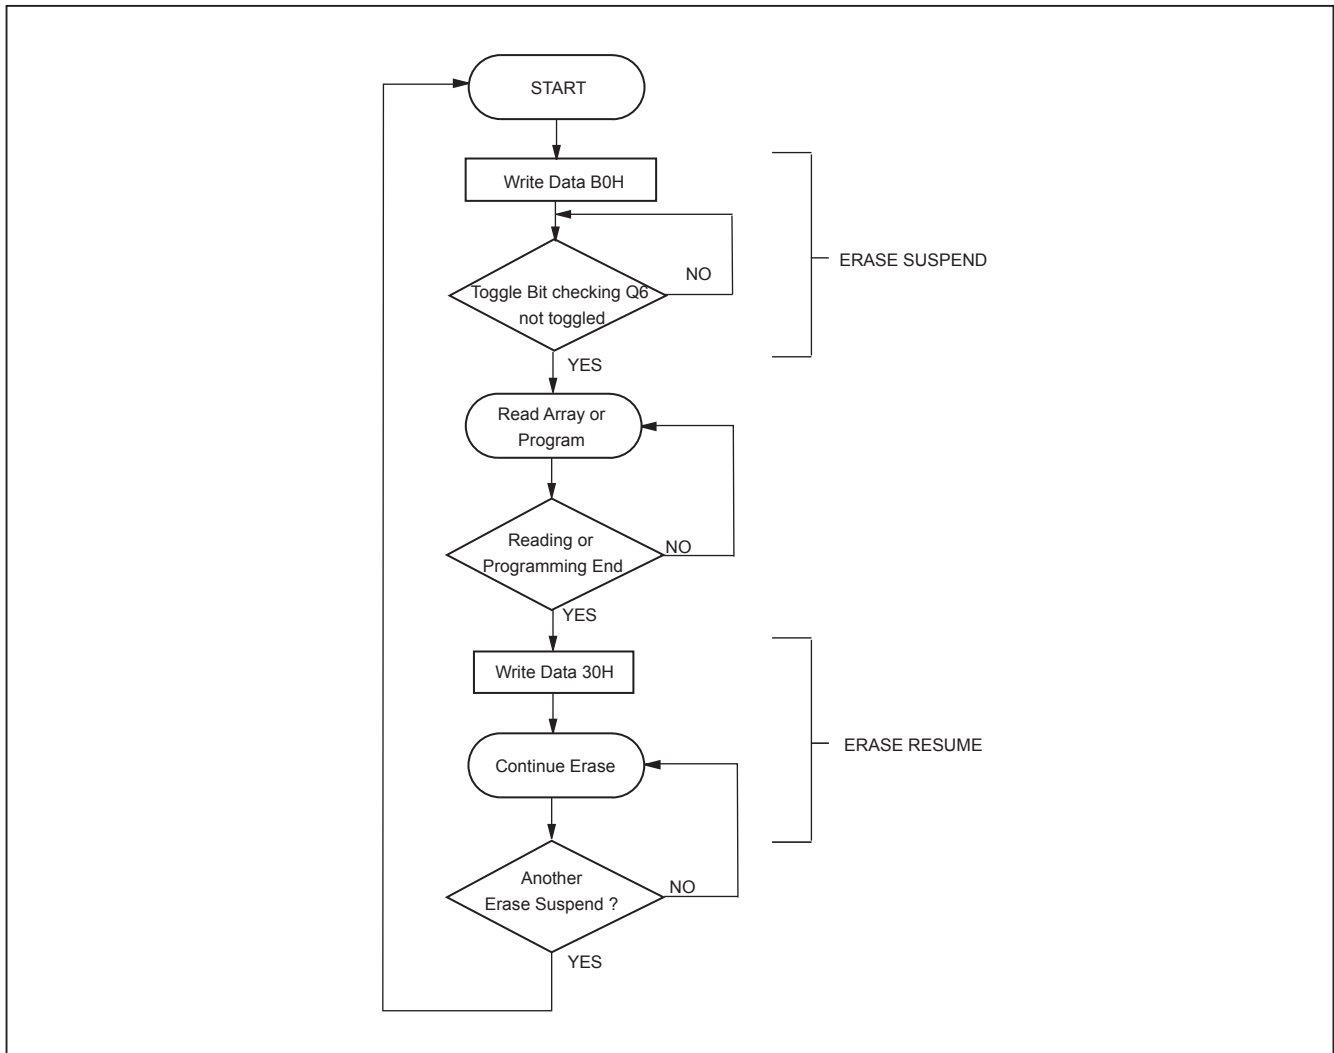 START
Write Data B0H
NO
ERASE SUSPEND
Toggle Bit checking Q6
not toggled
YES
Read Array or
Program
Reading or
Programming End
NO
YES
Write Data 30H
ERASE RESUME
Continue Erase
Another
Erase Suspend ?
NO
YES